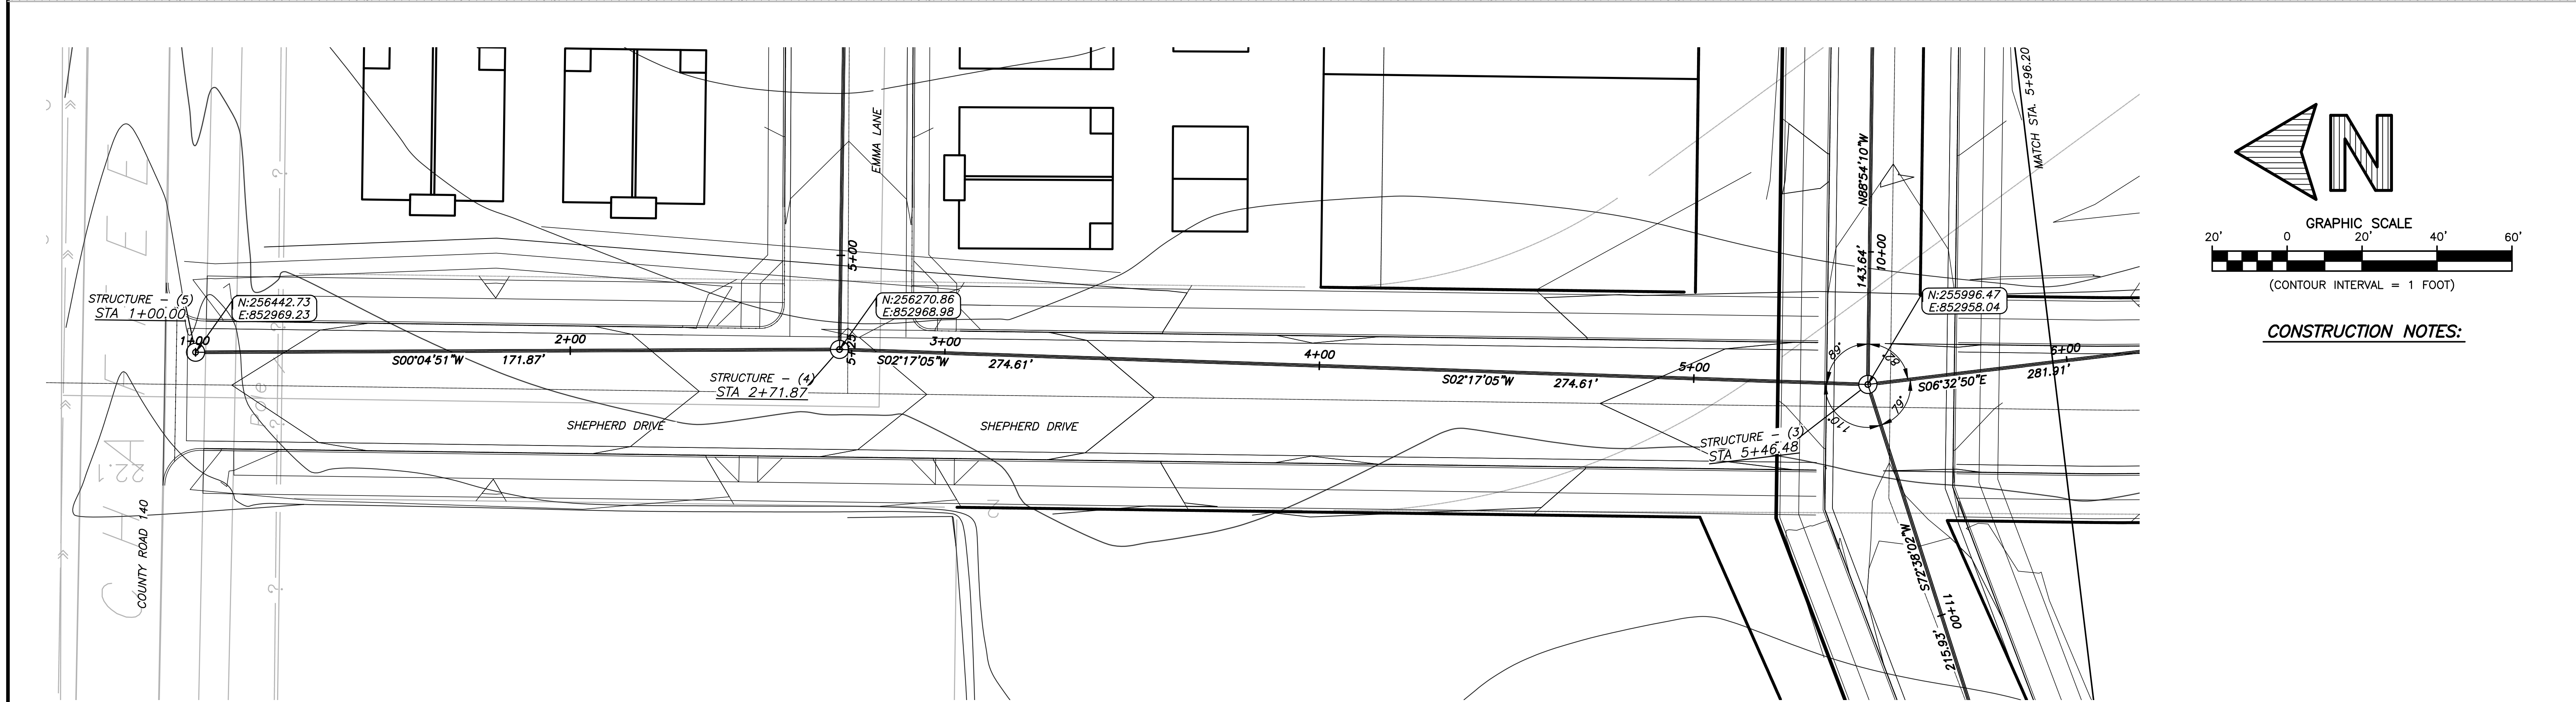 STRUCTURE - (5)
STA 1+00.00
N:256442.73
E:852969.23
1+00
2+00
S00°04'51"W 171.87'
STRUCTURE - (4)
STA 2+71.87
N:256270.86
E:852968.98
5+00
5+25
EMMA LANE
3+00
S02°17'05"W 274.61'
SHEPHERD DRIVE
SHEPHERD DRIVE
4+00
S02°17'05"W 274.61'
5+00
STRUCTURE - (3)
STA 5+46.48
N:255996.47
E:852958.04
N88°54'10"W
143.64'
10+00
89°
82°
79°
110°
S06°32'50"E 281.91'
6+00
S72°38'02"W
215.93'
11+00
MATCH STA. 5+96.20
COUNTY ROAD 140
22.1
N
GRAPHIC SCALE
20' 0 20' 40' 60'
(CONTOUR INTERVAL = 1 FOOT)
CONSTRUCTION NOTES: